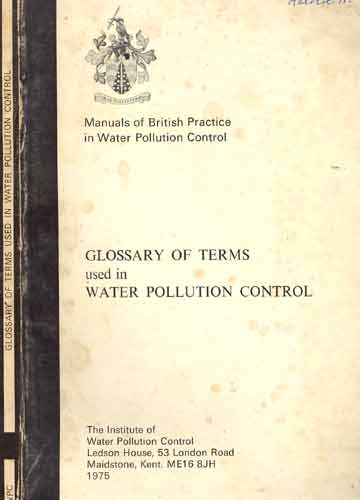 Manuals of British Practice
in Water Pollution Control
GLOSSARY OF TERMS
used in
WATER POLLUTION CONTROL
The Institute of
Water Pollution Control
Ledson House, 53 London Road
Maidstone, Kent. ME16 8JH
1975
GLOSSARY OF TERMS USED IN WATER POLLUTION CONTROL